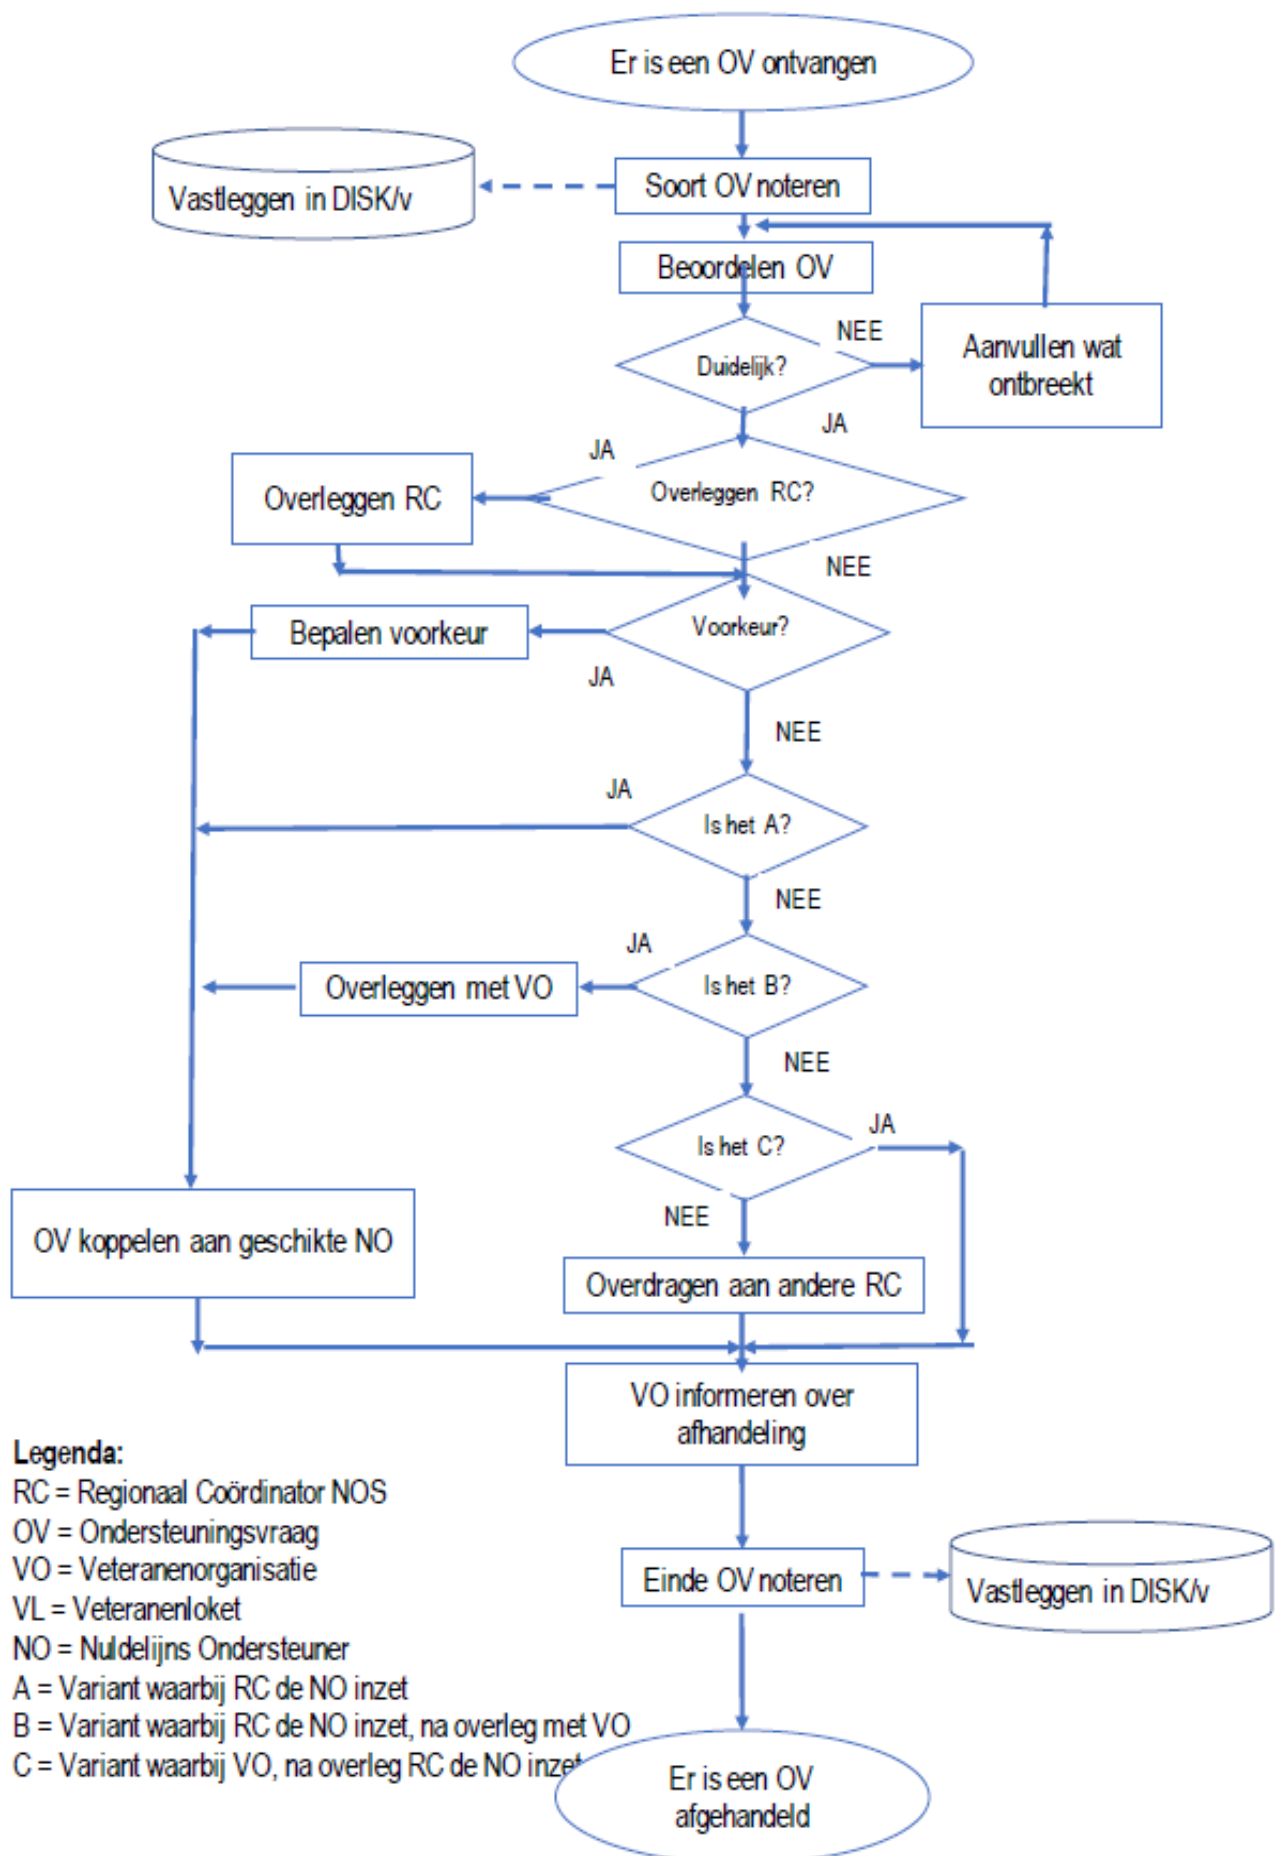 Er is een OV ontvangen
Vastleggen in DISK/v
Soort OV noteren
Beoordelen OV
NEE
Duidelijk?
Aanvullen wat
ontbreekt
JA
JA
Overleggen RC
Overleggen RC?
NEE
Bepalen voorkeur
Voorkeur?
JA
NEE
JA
Is het A?
NEE
JA
Overleggen met VO
Is het B?
NEE
JA
Is het C?
NEE
OV koppelen aan geschikte NO
Overdragen aan andere RC
VO informeren over
afhandeling
Legenda:
RC = Regionaal Coördinator NOS
OV = Ondersteuningsvraag
VO = Veteranenorganisatie
VL = Veteranenloket
NO = Nuldelijns Ondersteuner
A = Variant waarbij RC de NO inzet
B = Variant waarbij RC de NO inzet, na overleg met VO
C = Variant waarbij VO, na overleg RC de NO inzet
Einde OV noteren
Vastleggen in DISK/v
Er is een OV
afgehandeld